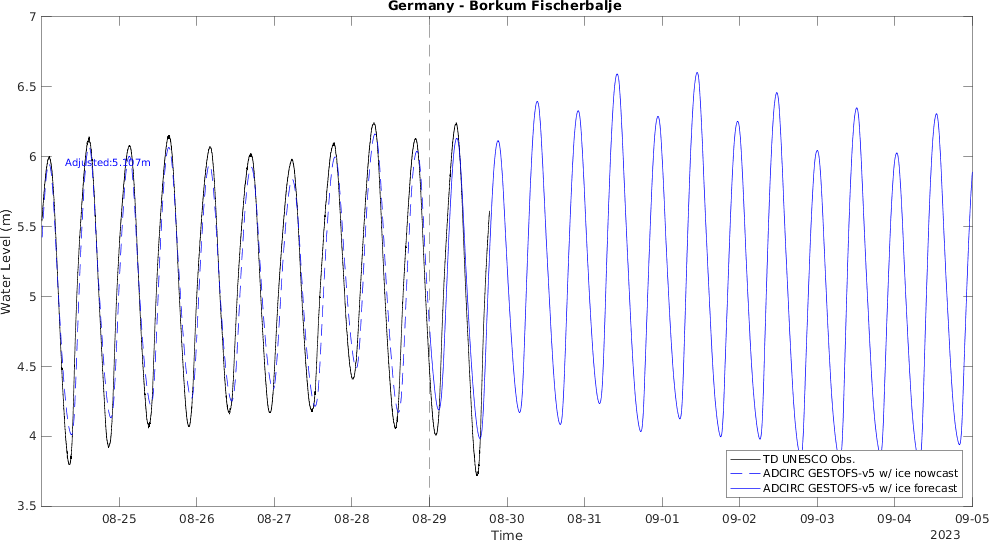 Germany - Borkum Fischerbalje
7
6.5
6
5.5
5
4.5
4
3.5
Water Level (m)
Adjusted:5.107m
TD UNESCO Obs.
ADCIRC GESTOFS-v5 w/ ice nowcast
ADCIRC GESTOFS-v5 w/ ice forecast
08-25 08-26 08-27 08-28 08-29 08-30 08-31 09-01 09-02 09-03 09-04 09-05
Time
2023